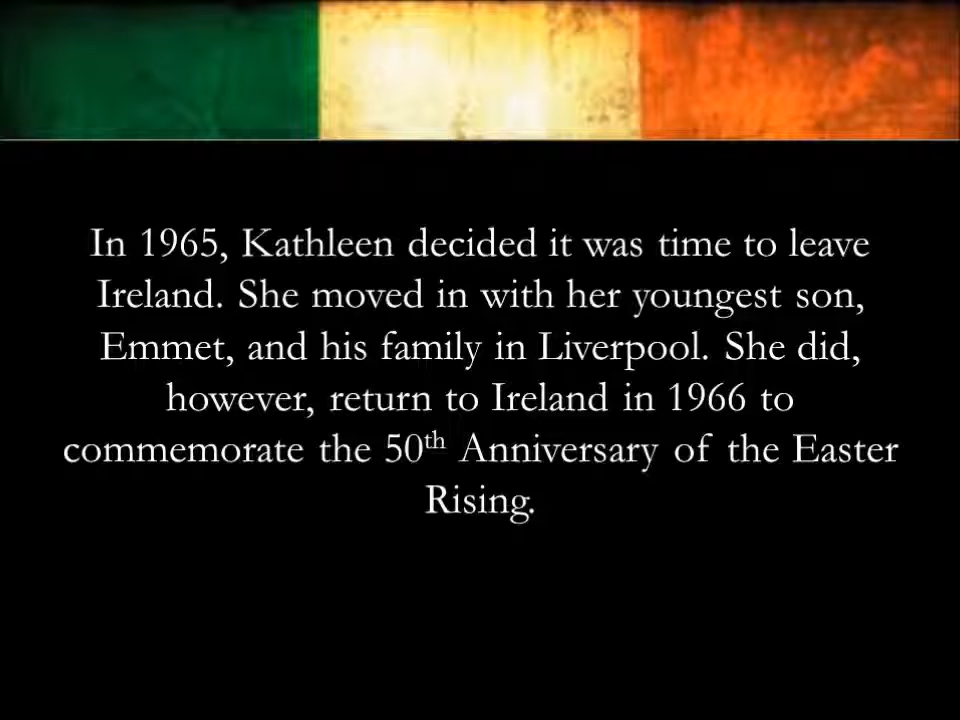 In 1965, Kathleen decided it was time to leave
Ireland. She moved in with her youngest son,
Emmet, and his family in Liverpool. She did,
however, return to Ireland in 1966 to
commemorate the 50th Anniversary of the Easter
Rising.